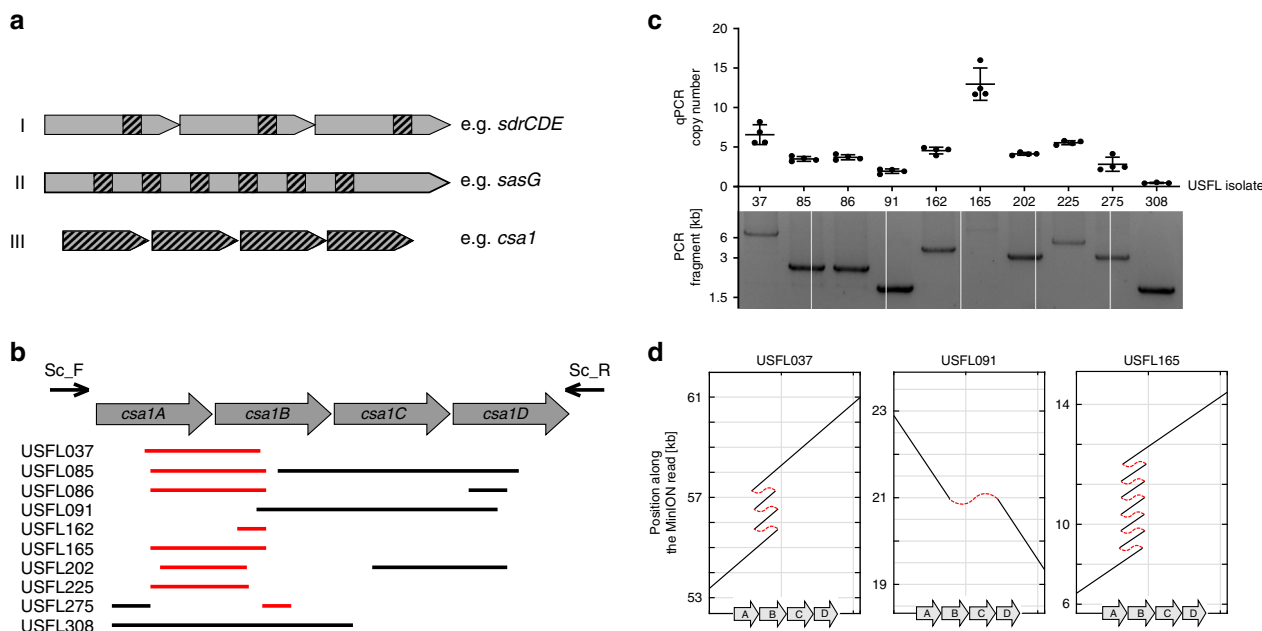 a
I
e.g. sdrCDE
II
e.g. sasG
III
e.g. csa1
b
Sc_F
Sc_R
csa1A
csa1B
csa1C
csa1D
USFL037
USFL085
USFL086
USFL091
USFL162
USFL165
USFL202
USFL225
USFL275
USFL308
c
qPCR
copy number
20
15
10
5
0
USFL isolate
37
85
86
91
162
165
202
225
275
308
PCR
fragment [kb]
6
3
1.5
d
Position along
the MinION read [kb]
USFL037
61
57
53
A
B
C
D
USFL091
23
21
19
A
B
C
D
USFL165
14
10
8
6
A
B
C
D